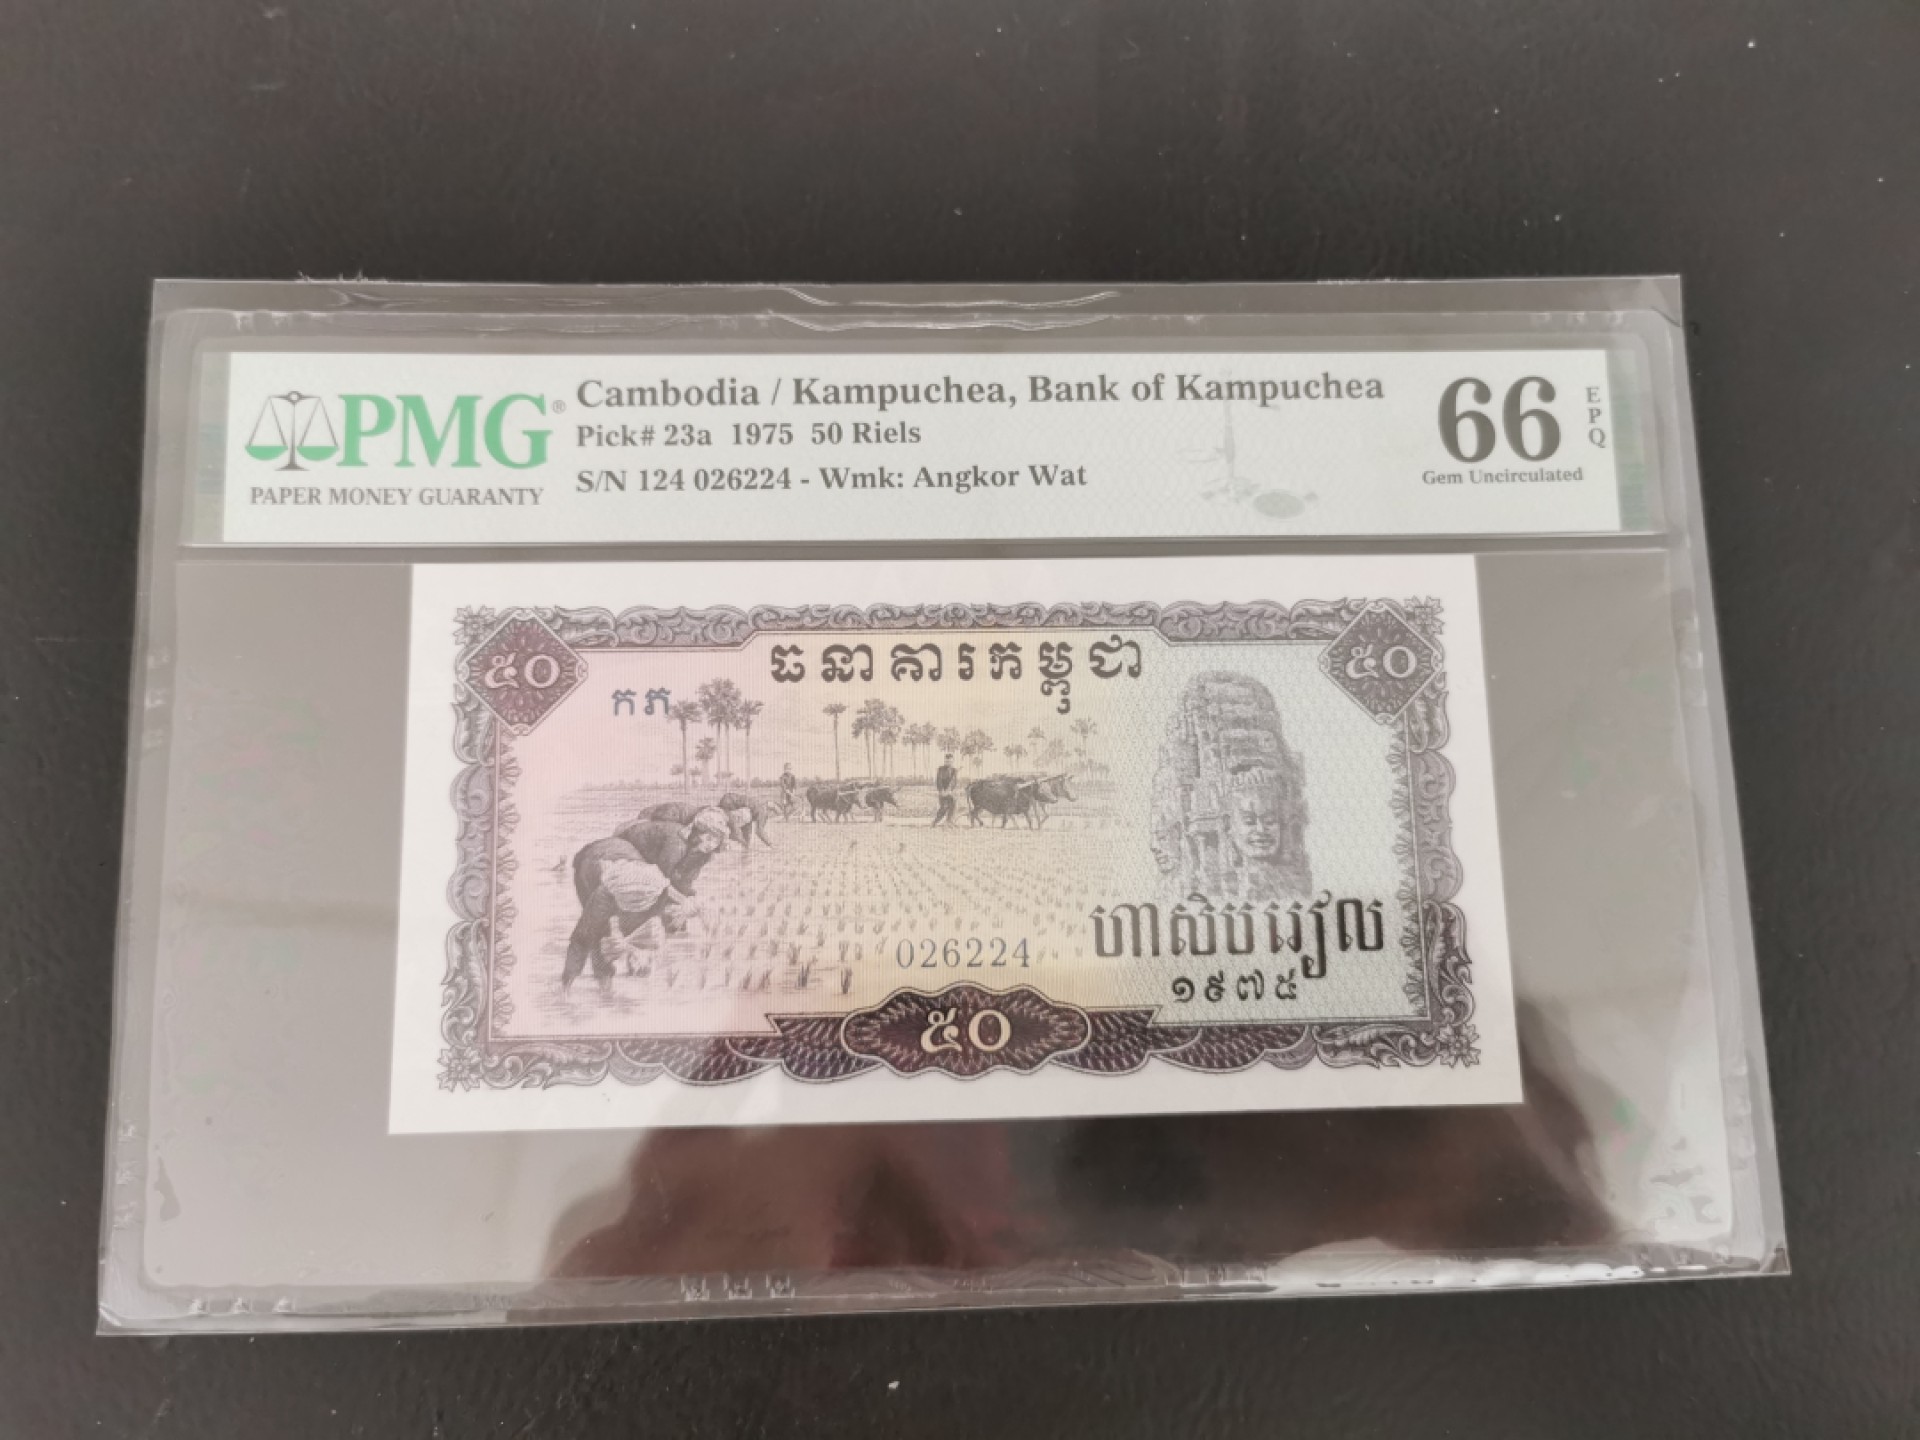 PMG®
PAPER MONEY GUARANTY
Cambodia / Kampuchea, Bank of Kampuchea
Pick# 23a 1975 50 Riels
S/N 124 026224 - Wmk: Angkor Wat
66
EPQ
Gem Uncirculated
៥០
ធនាគារកម្ពុជា
៥០
កភ
026224
ហាសិបរៀល
១៩៧៥
៥០